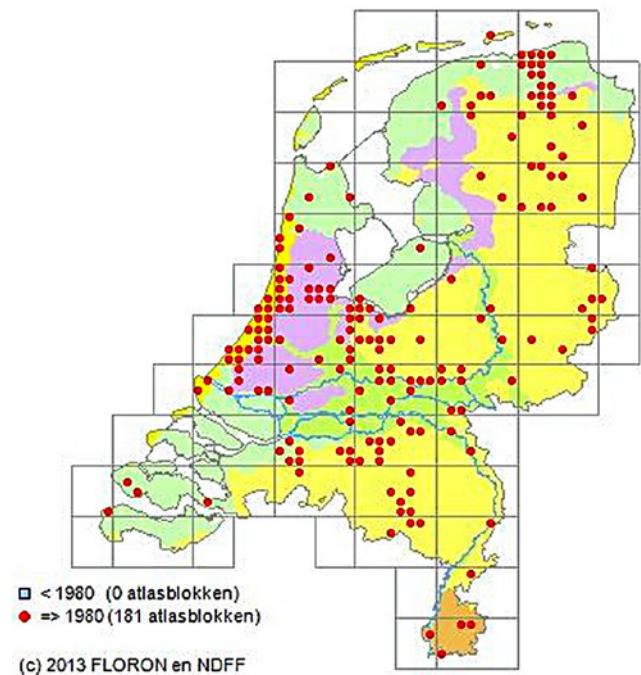 < 1980 (0 atlasblokken)
=> 1980 (181 atlasblokken)
(c) 2013 FLORON en NDFF